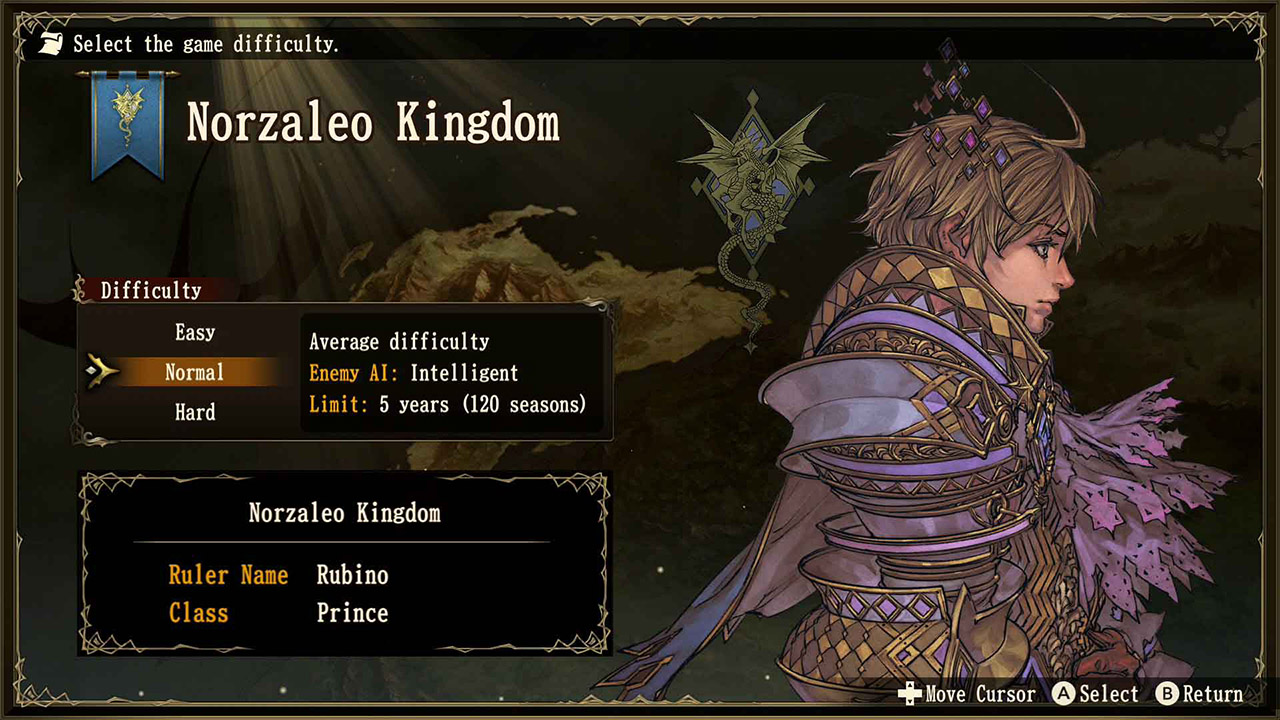 Select the game difficulty.
Norzaleo Kingdom
Difficulty
Easy
Normal
Hard
Average difficulty
Enemy AI: Intelligent
Limit: 5 years (120 seasons)
Norzaleo Kingdom
Ruler Name Rubino
Class Prince
Move Cursor A Select B Return